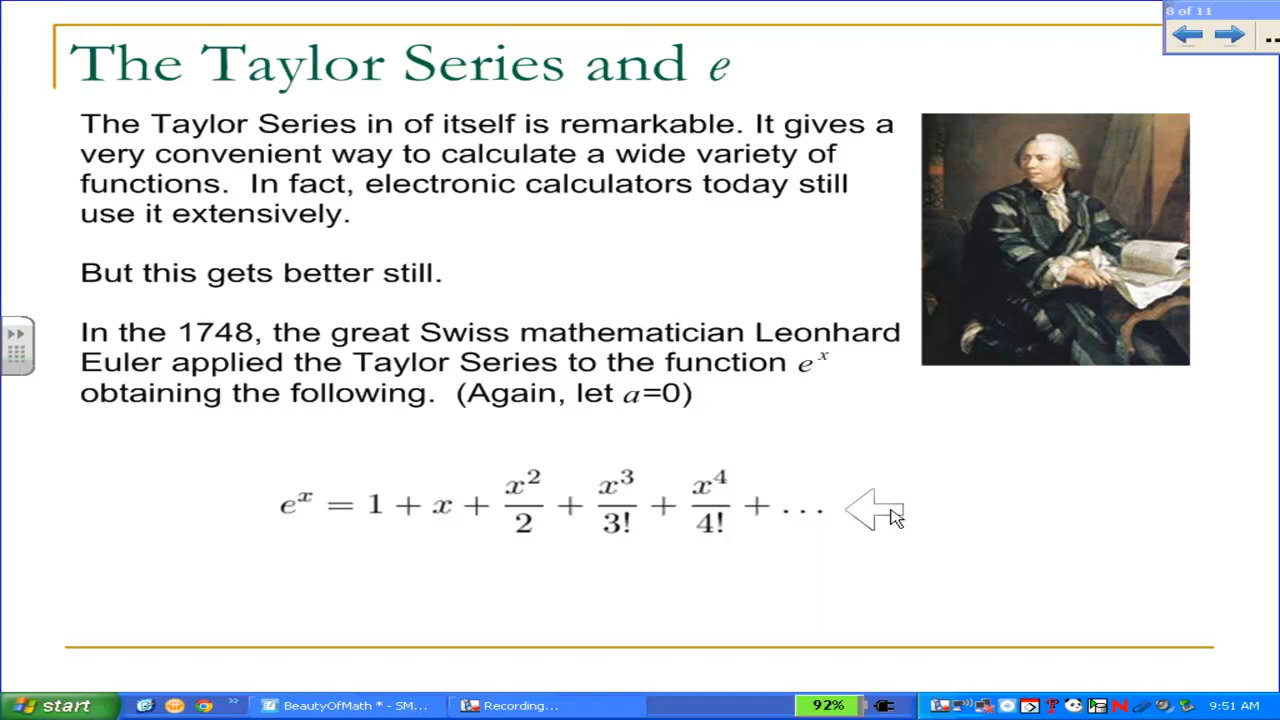 8 of 11
The Taylor Series and e
The Taylor Series in of itself is remarkable. It gives a
very convenient way to calculate a wide variety of
functions. In fact, electronic calculators today still
use it extensively.
But this gets better still.
In the 1748, the great Swiss mathematician Leonhard
Euler applied the Taylor Series to the function e^x
obtaining the following. (Again, let a=0)
e^x = 1 + x + x^2/2 + x^3/3! + x^4/4! + ...
start
BeautyOfMath * - SM...
Recording...
92%
9:51 AM